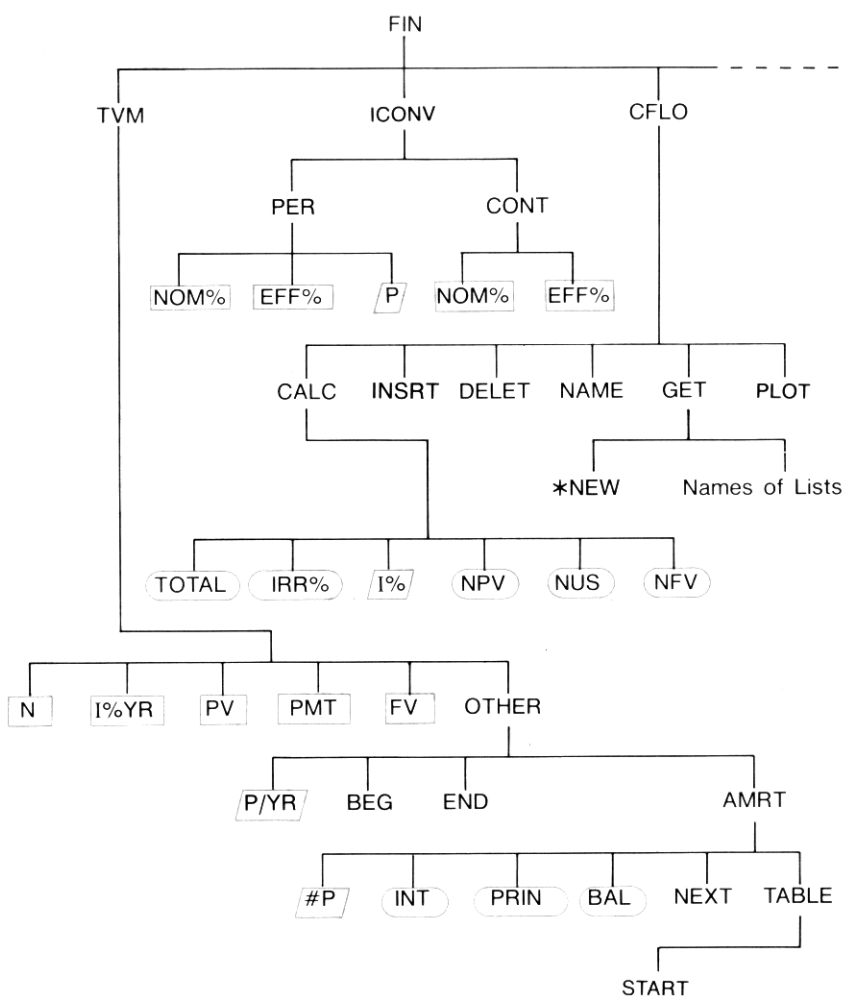 FIN
TVM ICONV CFLO
PER CONT
NOM% EFF% P NOM% EFF%
CALC INSRT DELET NAME GET PLOT
*NEW Names of Lists
TOTAL IRR% I% NPV NUS NFV
N I%YR PV PMT FV OTHER
P/YR BEG END AMRT
#P INT PRIN BAL NEXT TABLE
START